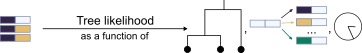 Tree likelihood
as a function of
,
,
...